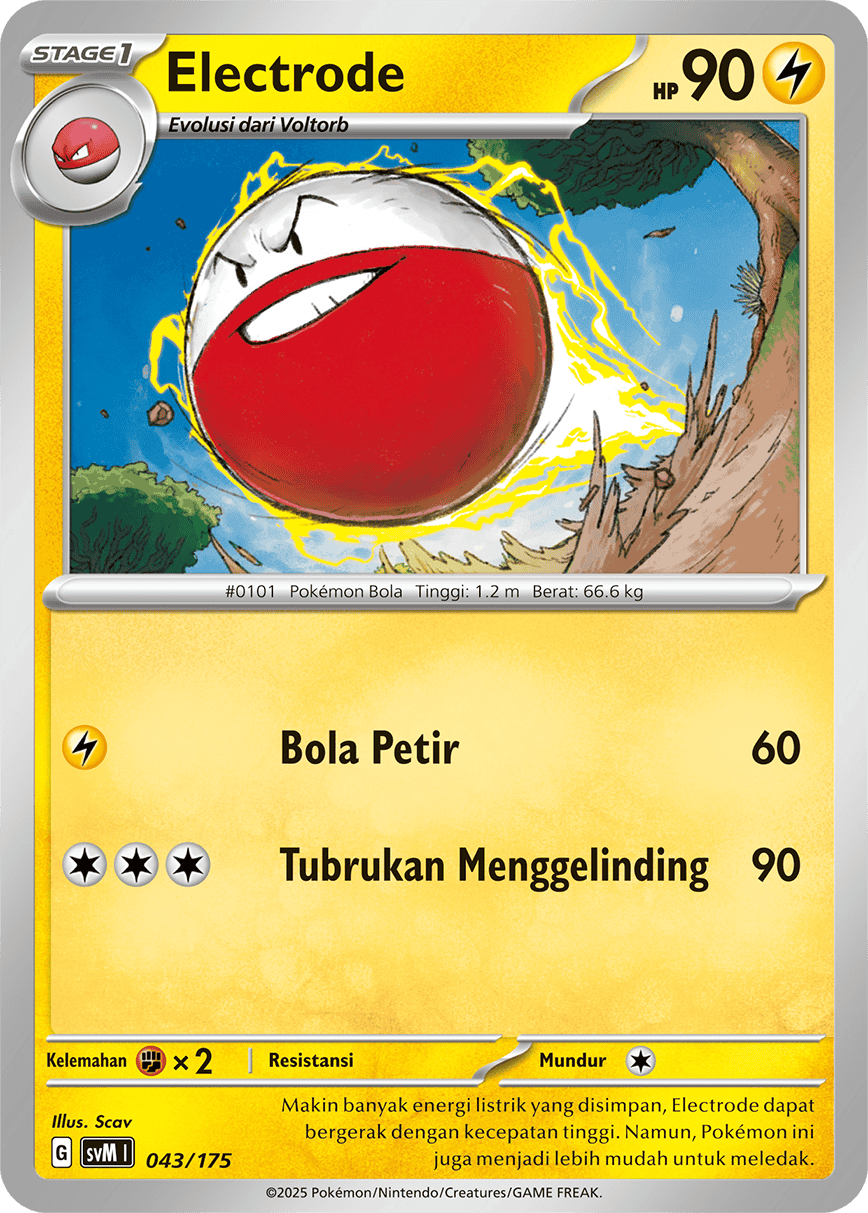 STAGE 1
Electrode
HP 90
Evolusi dari Voltorb
#0101 Pokémon Bola Tinggi: 1.2 m Berat: 66.6 kg
Bola Petir 60
Tubrukan Menggelinding 90
Kelemahan ×2 Resistansi Mundur
Makin banyak energi listrik yang disimpan, Electrode dapat
bergerak dengan kecepatan tinggi. Namun, Pokémon ini
juga menjadi lebih mudah untuk meledak.
Illus. Scav
G svM I 043/175
©2025 Pokémon/Nintendo/Creatures/GAME FREAK.